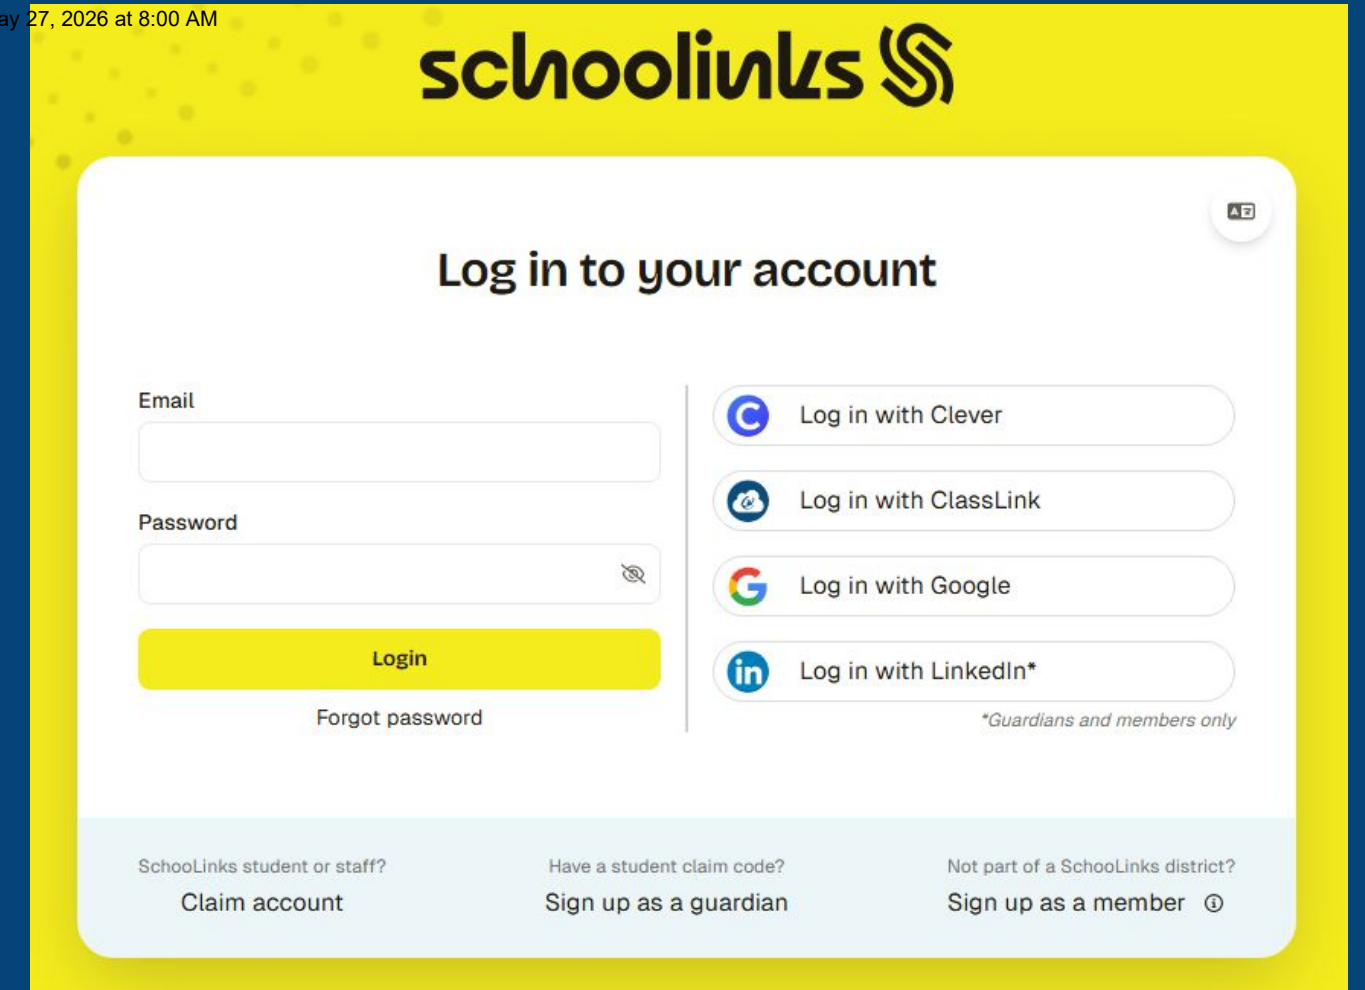 ay 27, 2026 at 8:00 AM
schoolinks
Log in to your account
Email
Password
Login
Forgot password
Log in with Clever
Log in with ClassLink
Log in with Google
Log in with LinkedIn*
*Guardians and members only
SchooLinks student or staff?
Claim account
Have a student claim code?
Sign up as a guardian
Not part of a SchooLinks district?
Sign up as a member